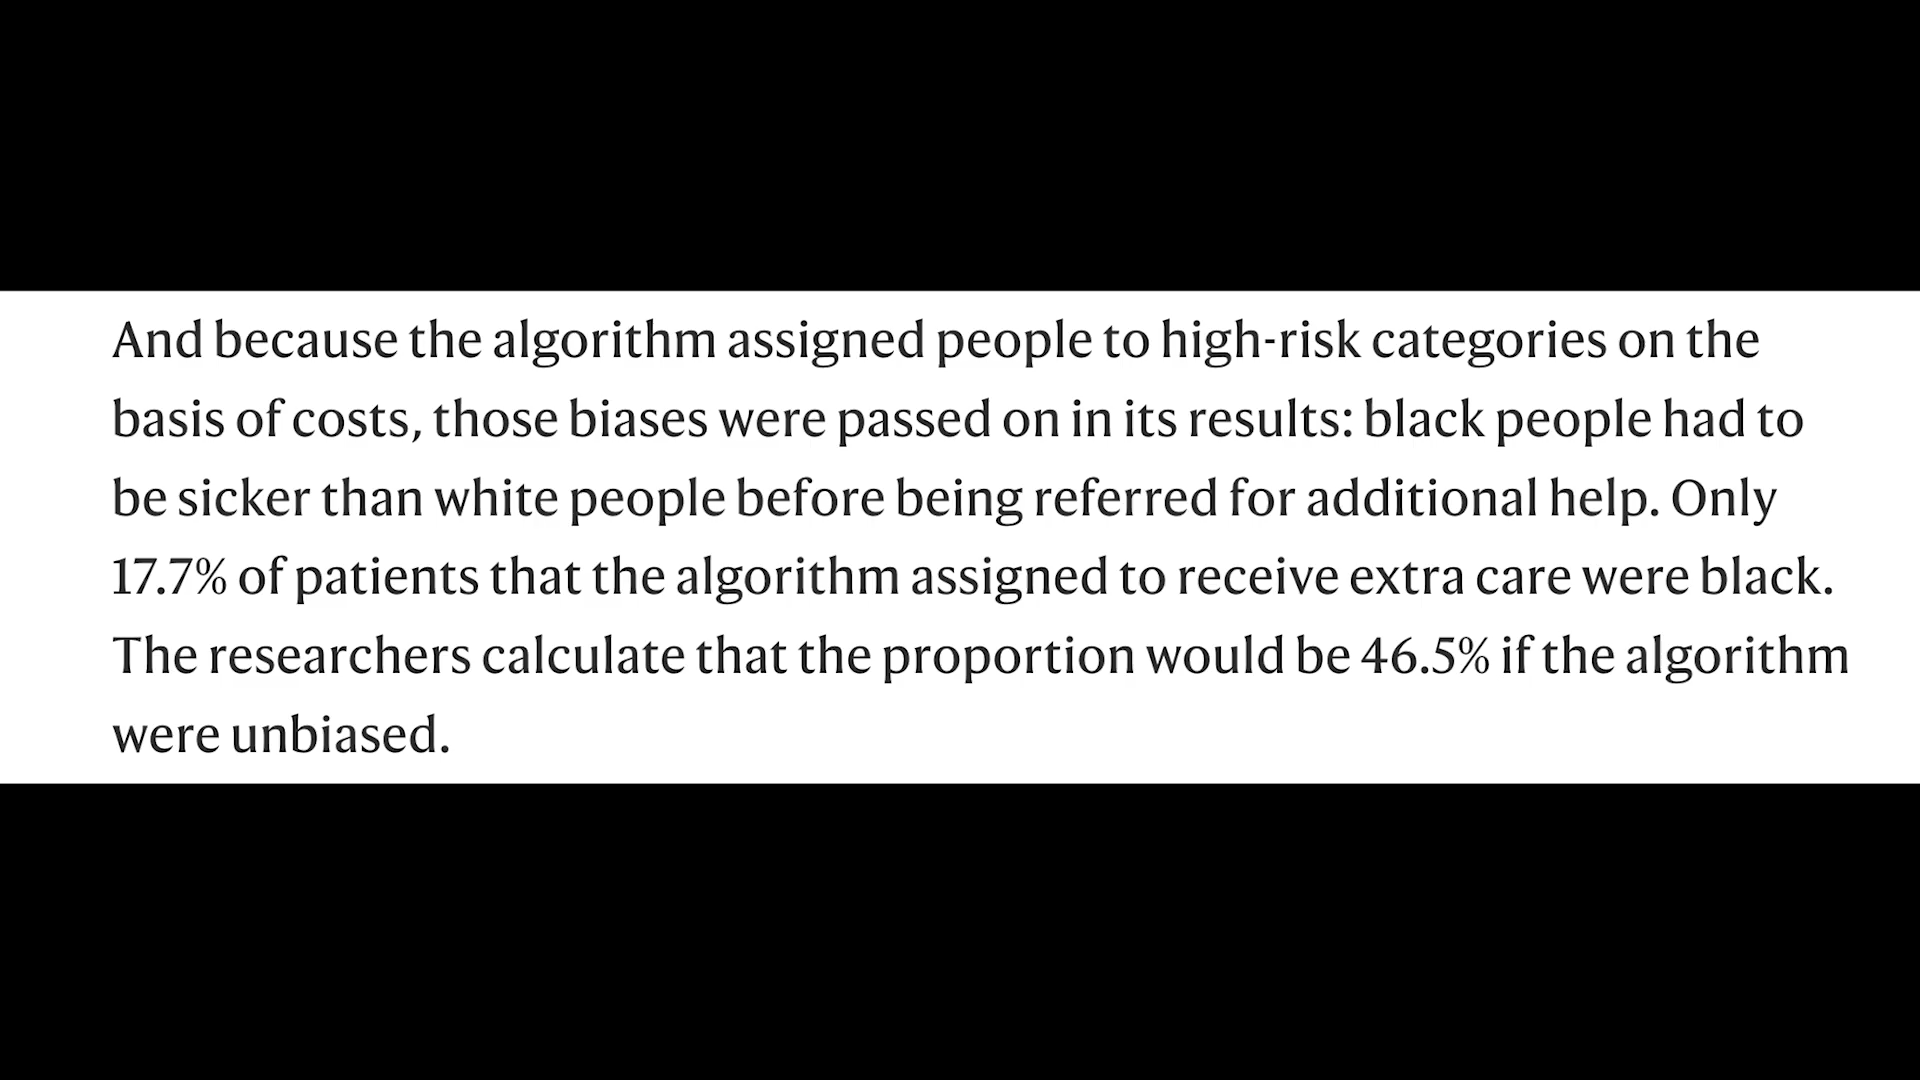 And because the algorithm assigned people to high-risk categories on the
basis of costs, those biases were passed on in its results: black people had to
be sicker than white people before being referred for additional help. Only
17.7% of patients that the algorithm assigned to receive extra care were black.
The researchers calculate that the proportion would be 46.5% if the algorithm
were unbiased.